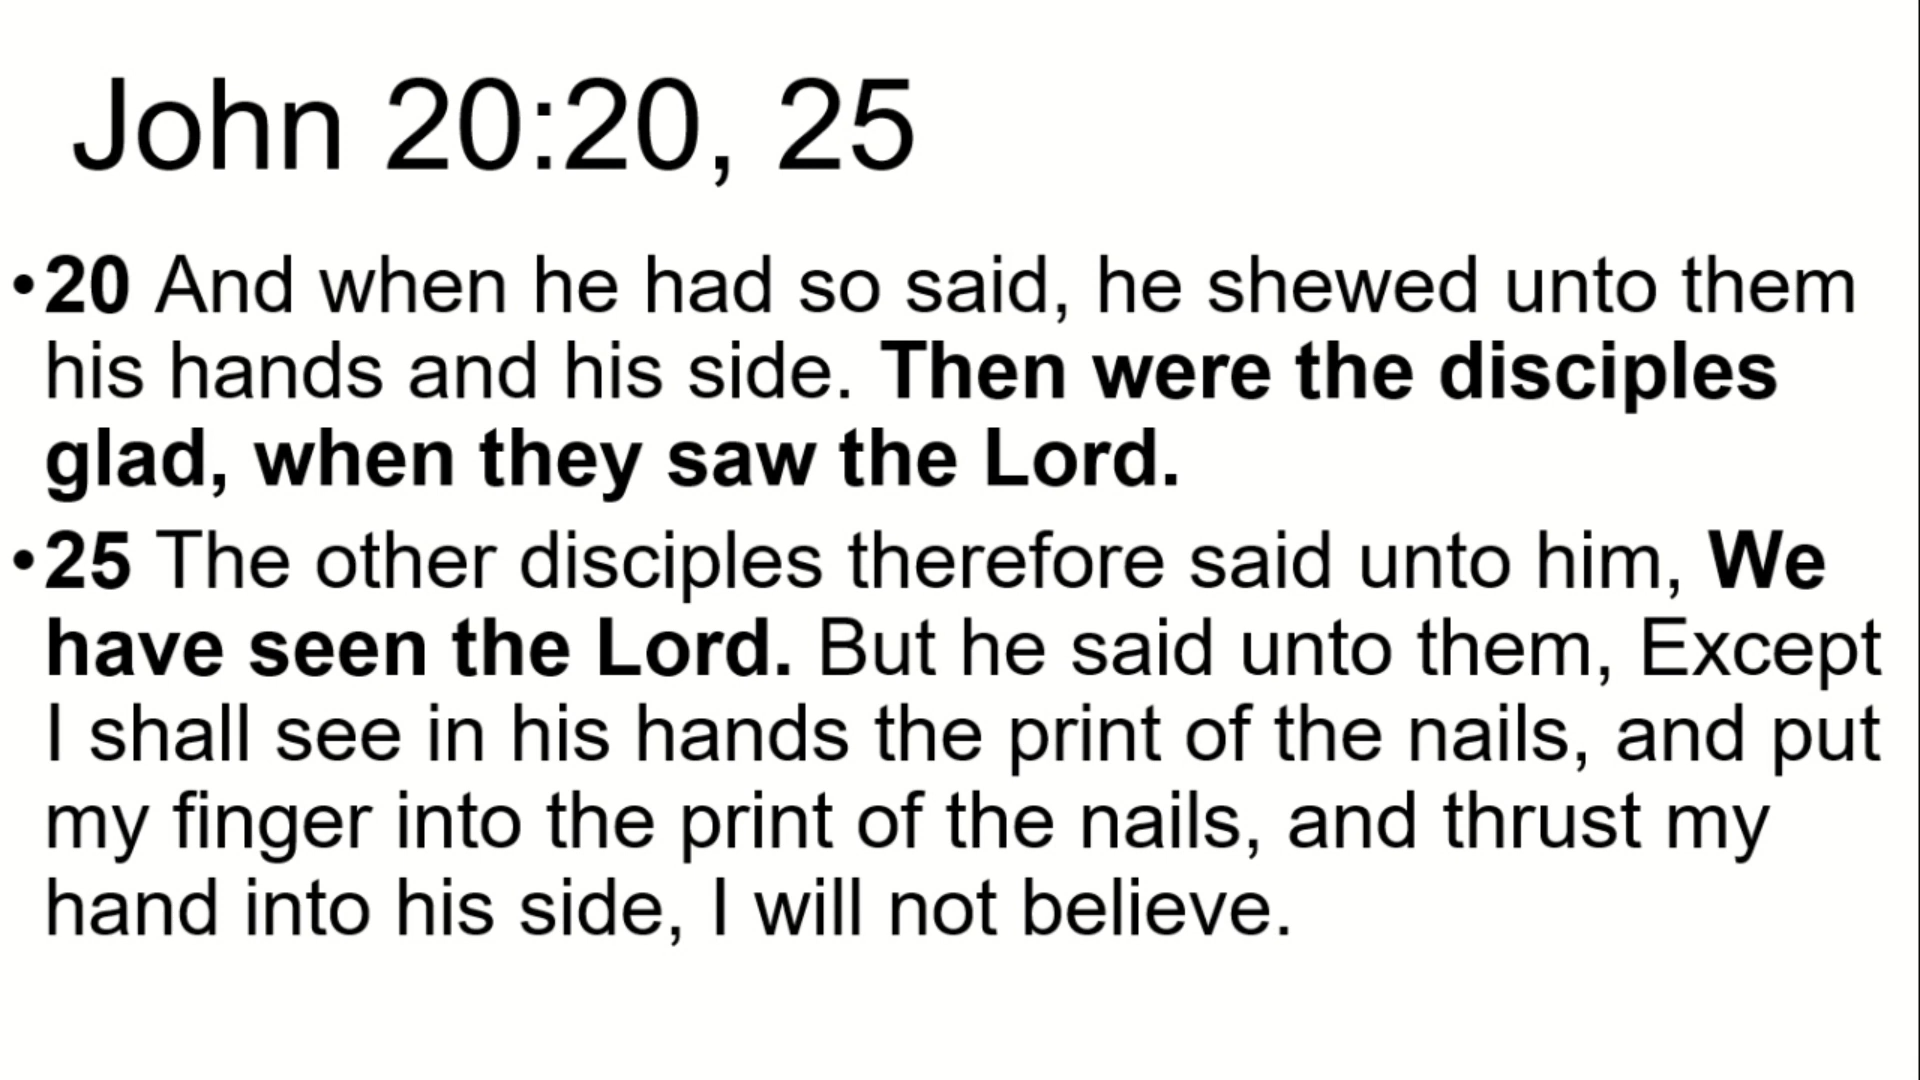 John 20:20, 25
•20 And when he had so said, he shewed unto them
his hands and his side. Then were the disciples
glad, when they saw the Lord.
•25 The other disciples therefore said unto him, We
have seen the Lord. But he said unto them, Except
I shall see in his hands the print of the nails, and put
my finger into the print of the nails, and thrust my
hand into his side, I will not believe.